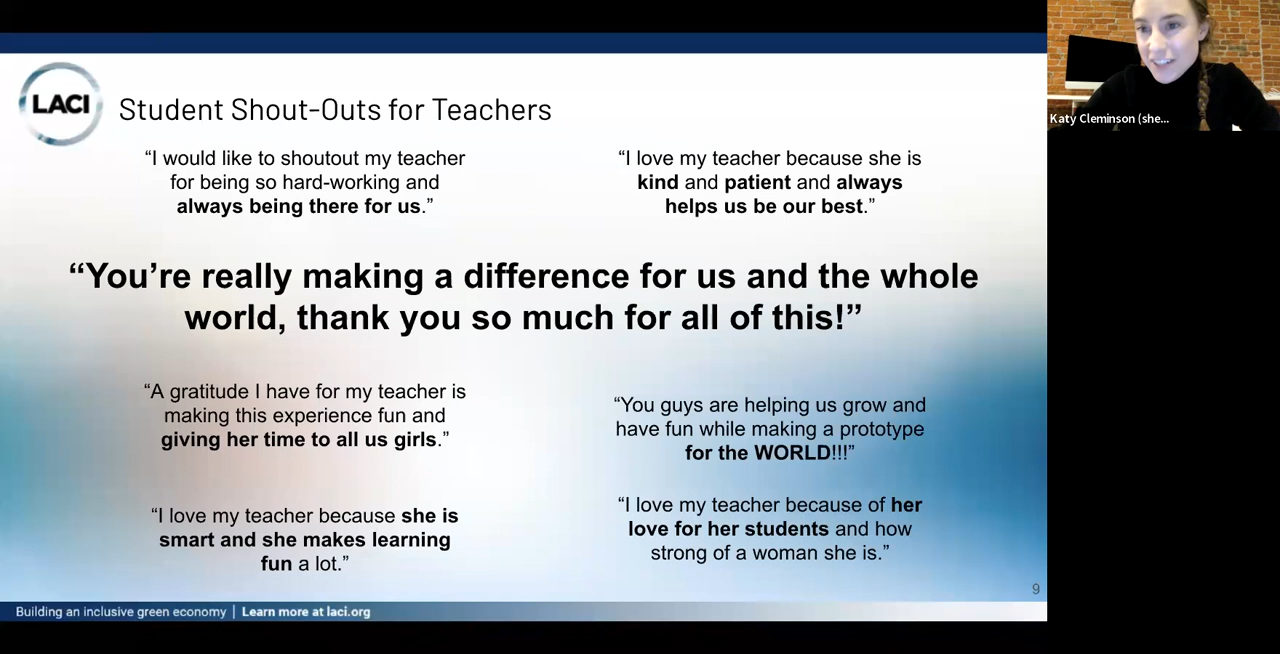 LACI
Student Shout-Outs for Teachers
“I would like to shoutout my teacher
for being so hard-working and
always being there for us.”
“I love my teacher because she is
kind and patient and always
helps us be our best.”
“You’re really making a difference for us and the whole
world, thank you so much for all of this!”
“A gratitude I have for my teacher is
making this experience fun and
giving her time to all us girls.”
“You guys are helping us grow and
have fun while making a prototype
for the WORLD!!!”
“I love my teacher because she is
smart and she makes learning
fun a lot.”
“I love my teacher because of her
love for her students and how
strong of a woman she is.”
9
Building an inclusive green economy | Learn more at laci.org
Katy Cleminson (she...